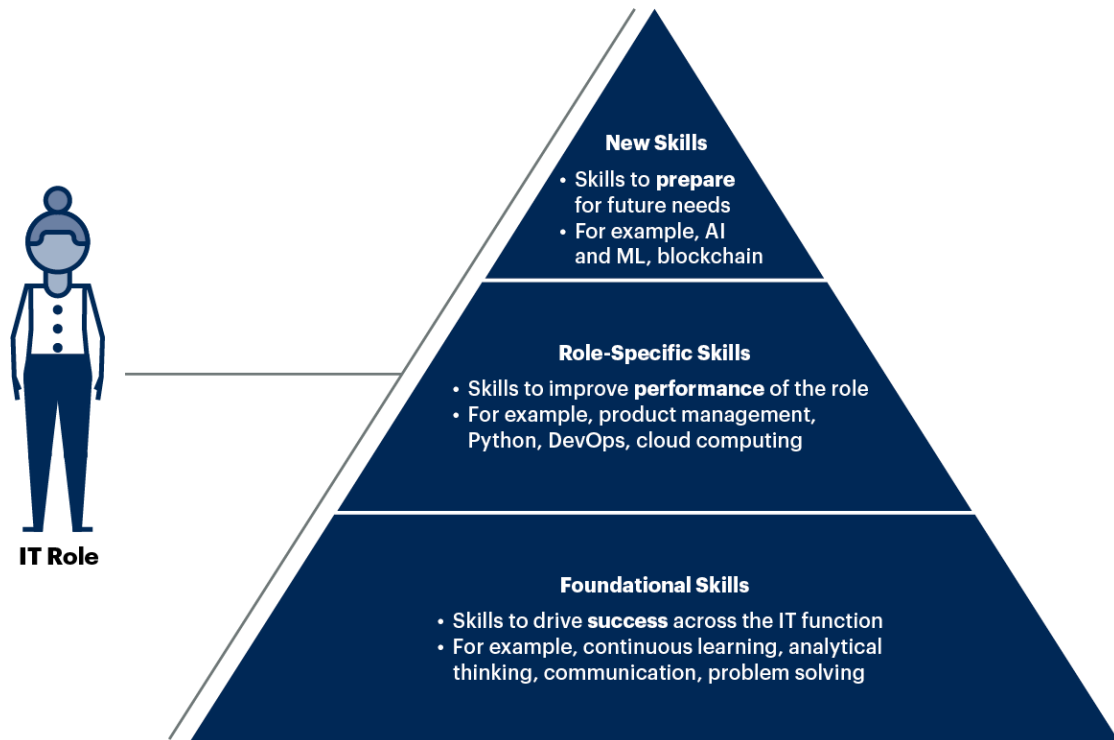 New Skills
• Skills to prepare
for future needs
• For example, AI
and ML, blockchain
Role-Specific Skills
• Skills to improve performance of the role
• For example, product management,
Python, DevOps, cloud computing
IT Role
Foundational Skills
• Skills to drive success across the IT function
• For example, continuous learning, analytical
thinking, communication, problem solving